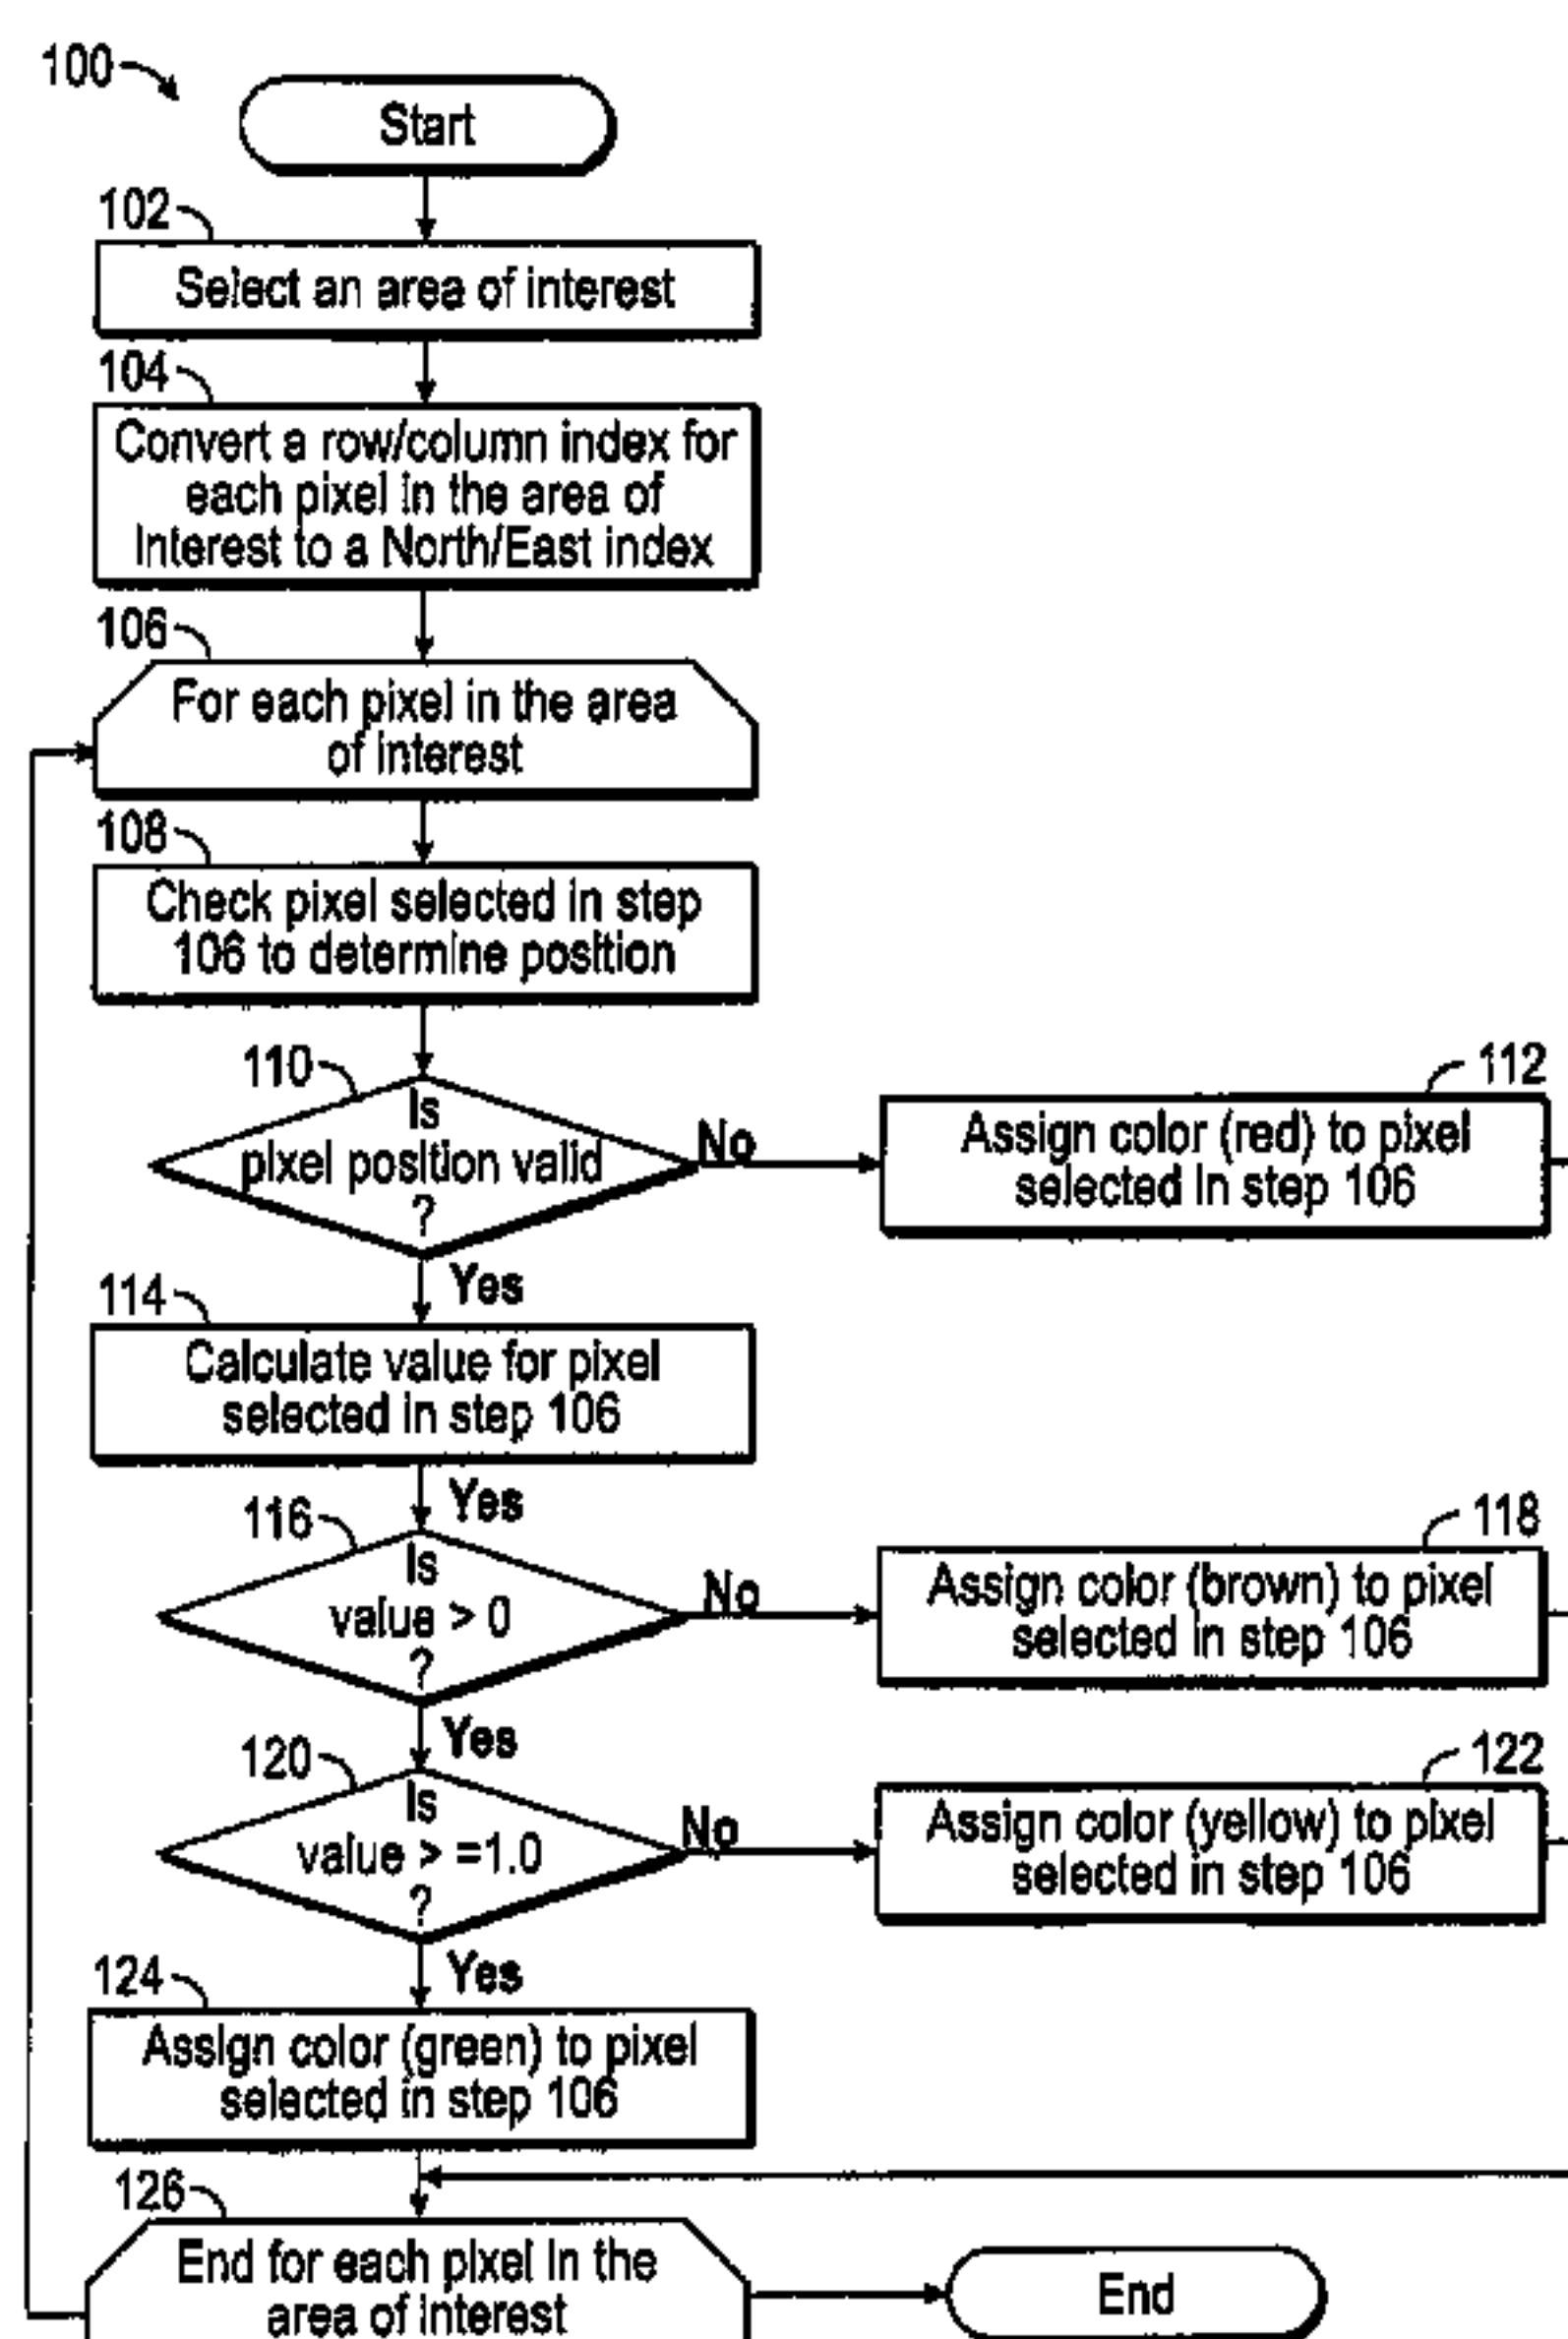 100
Start
102
Select an area of interest
104
Convert a row/column index for
each pixel in the area of
Interest to a North/East index
106
For each pixel in the area
of interest
108
Check pixel selected in step
106 to determine position
110
Is
pixel position valid
?
No
112
Assign color (red) to pixel
selected in step 106
Yes
114
Calculate value for pixel
selected in step 106
Yes
116
Is
value > 0
?
No
118
Assign color (brown) to pixel
selected in step 106
Yes
120
Is
value > =1.0
?
No
122
Assign color (yellow) to pixel
selected in step 106
Yes
124
Assign color (green) to pixel
selected in step 106
126
End for each pixel in the
area of interest
End